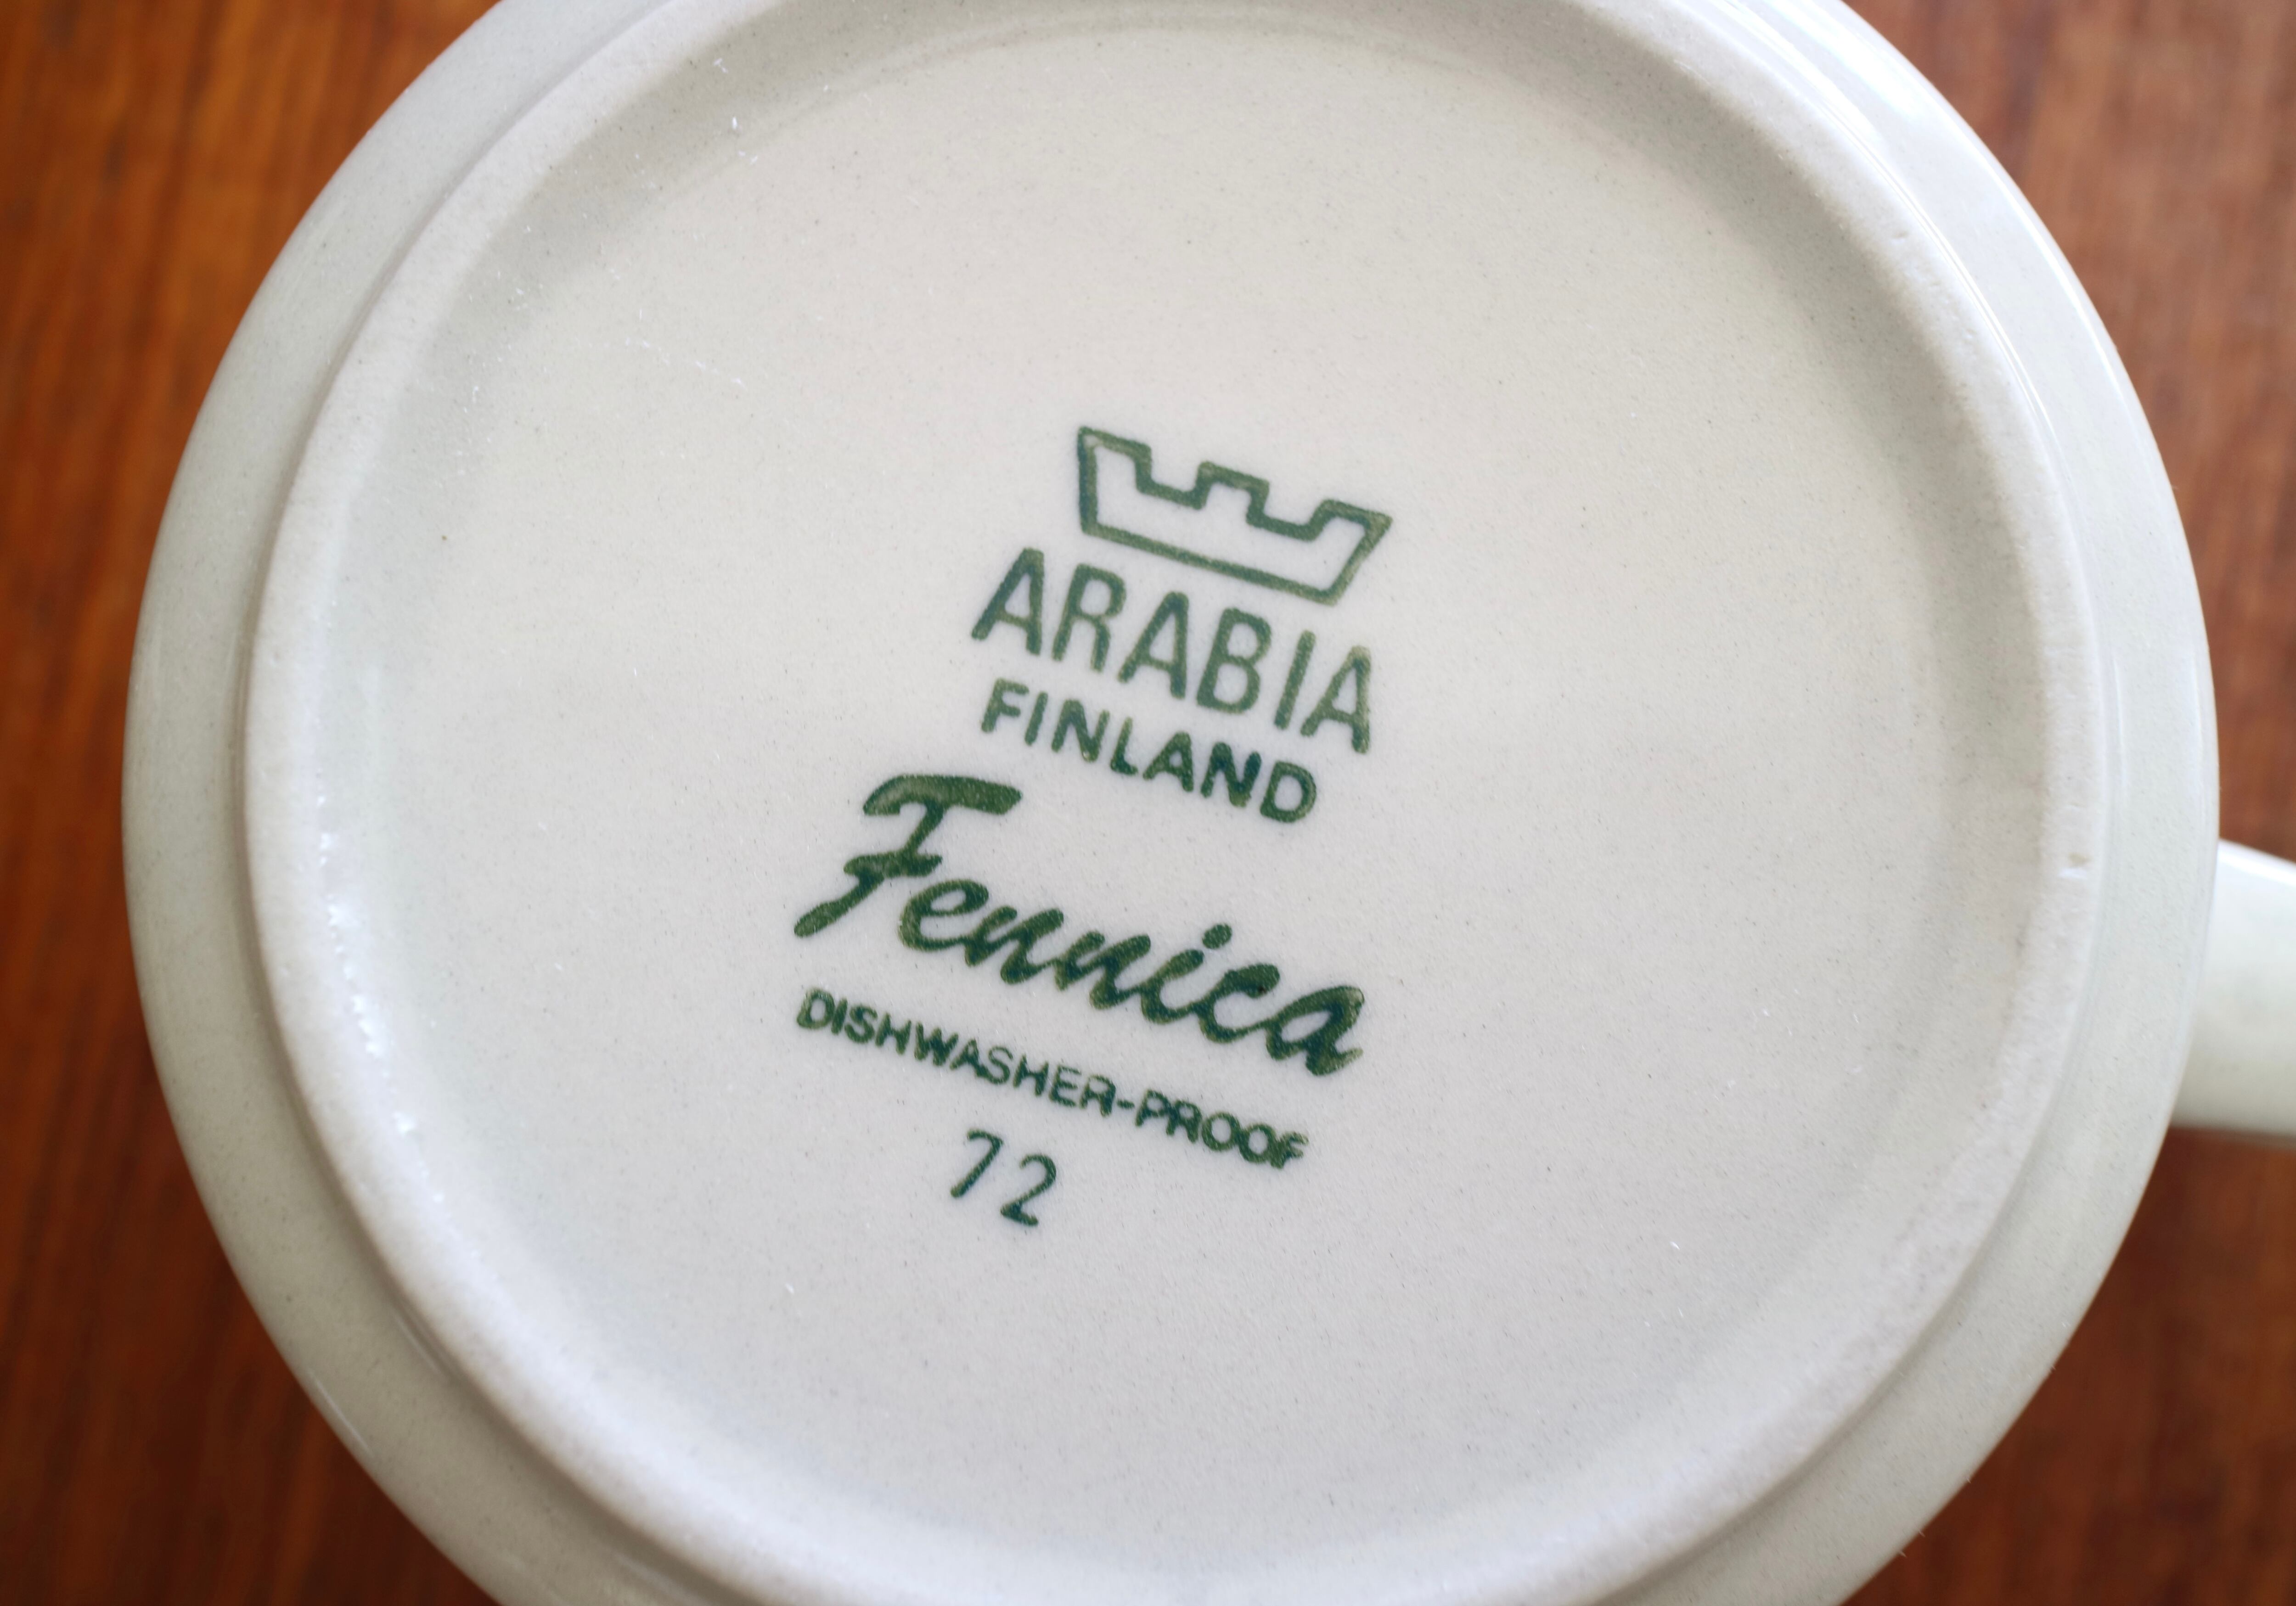 ARABIA
FINLAND
Fennica
DISHWASHER-PROOF
72